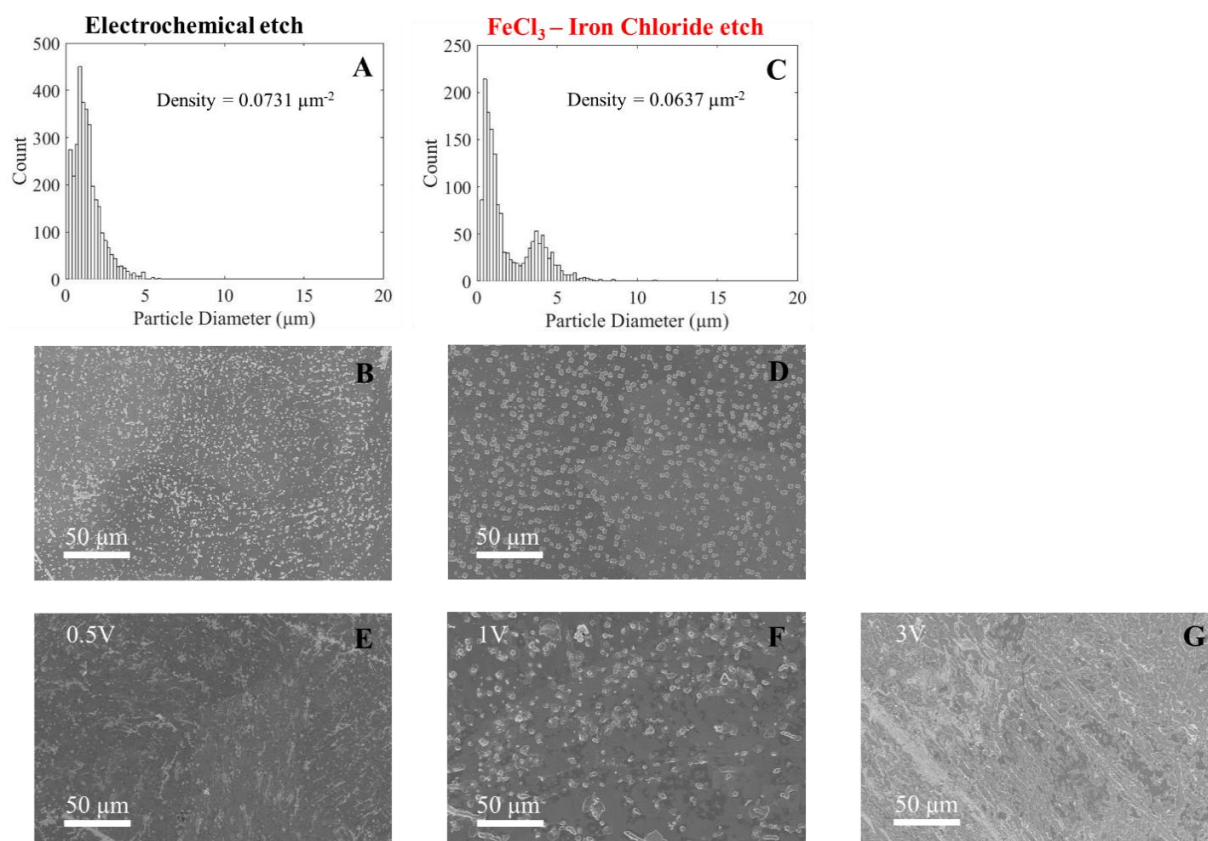 Electrochemical etch
FeCl₃ – Iron Chloride etch
500
400
300
200
100
0
Count
A
Density = 0.0731 μm⁻²
0
5
10
15
20
Particle Diameter (μm)
250
200
150
100
50
0
Count
C
Density = 0.0637 μm⁻²
0
5
10
15
20
Particle Diameter (μm)
B
50 μm
D
50 μm
0.5V
E
50 μm
1V
F
50 μm
3V
G
50 μm